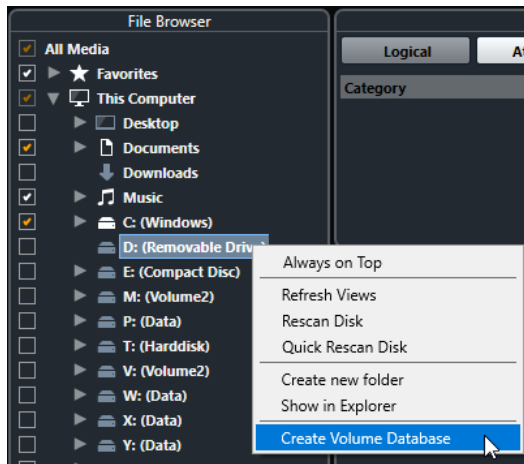 File Browser
All Media
Favorites
This Computer
Desktop
Documents
Downloads
Music
C: (Windows)
D: (Removable Drive)
E: (Compact Disc)
M: (Volume2)
P: (Data)
T: (Harddisk)
V: (Volume2)
W: (Data)
X: (Data)
Y: (Data)
Logical
Category
Always on Top
Refresh Views
Rescan Disk
Quick Rescan Disk
Create new folder
Show in Explorer
Create Volume Database